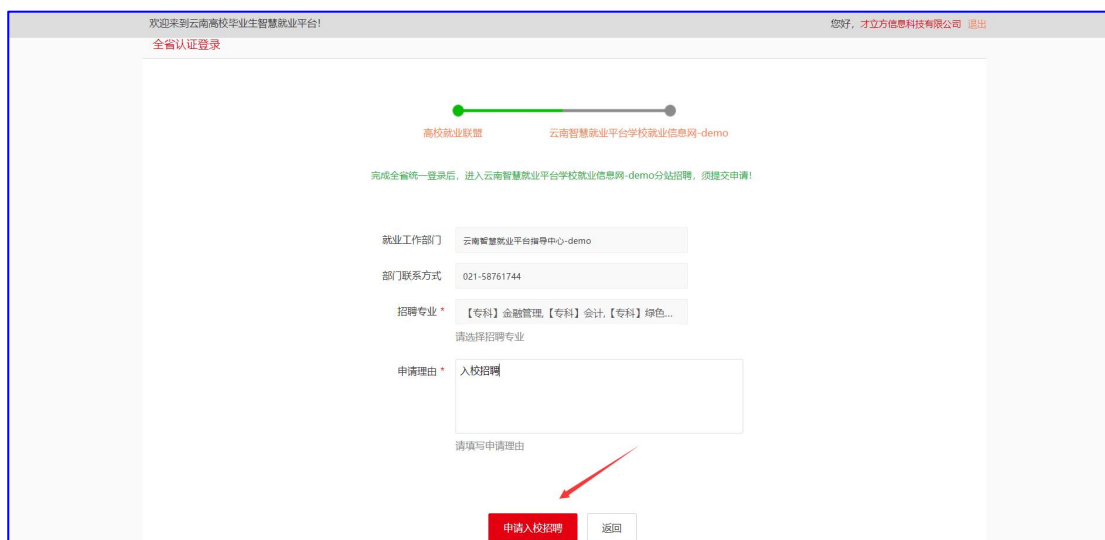 欢迎来到云南高校毕业生智慧就业平台！
您好，才立方信息科技有限公司 退出
全省认证登录
高校就业联盟 云南智慧就业平台学校就业信息网-demo
完成全省统一登录后，进入云南智慧就业平台学校就业信息网-demo分站招聘，须提交申请！
就业工作部门 云南智慧就业平台指导中心-demo
部门联系方式 021-58761744
招聘专业 * 【专科】金融管理,【专科】会计,【专科】绿色...
请选择招聘专业
申请理由 * 入校招聘
请填写申请理由
申请入校招聘 返回